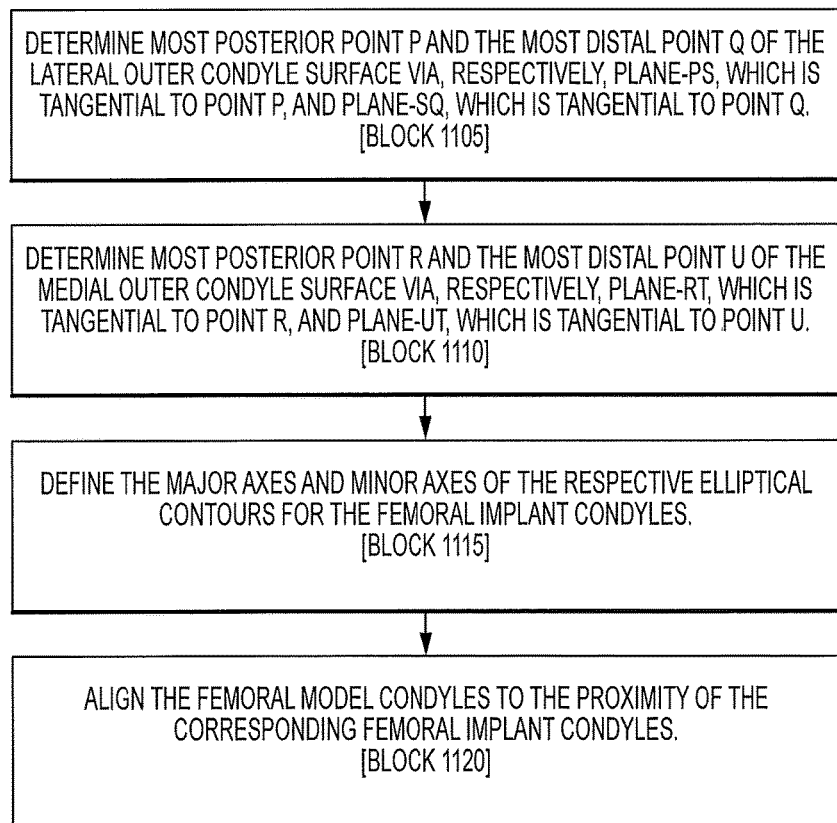 DETERMINE MOST POSTERIOR POINT P AND THE MOST DISTAL POINT Q OF THE
LATERAL OUTER CONDYLE SURFACE VIA, RESPECTIVELY, PLANE-PS, WHICH IS
TANGENTIAL TO POINT P, AND PLANE-SQ, WHICH IS TANGENTIAL TO POINT Q.
[BLOCK 1105]
DETERMINE MOST POSTERIOR POINT R AND THE MOST DISTAL POINT U OF THE
MEDIAL OUTER CONDYLE SURFACE VIA, RESPECTIVELY, PLANE-RT, WHICH IS
TANGENTIAL TO POINT R, AND PLANE-UT, WHICH IS TANGENTIAL TO POINT U.
[BLOCK 1110]
DEFINE THE MAJOR AXES AND MINOR AXES OF THE RESPECTIVE ELLIPTICAL
CONTOURS FOR THE FEMORAL IMPLANT CONDYLES.
[BLOCK 1115]
ALIGN THE FEMORAL MODEL CONDYLES TO THE PROXIMITY OF THE
CORRESPONDING FEMORAL IMPLANT CONDYLES.
[BLOCK 1120]